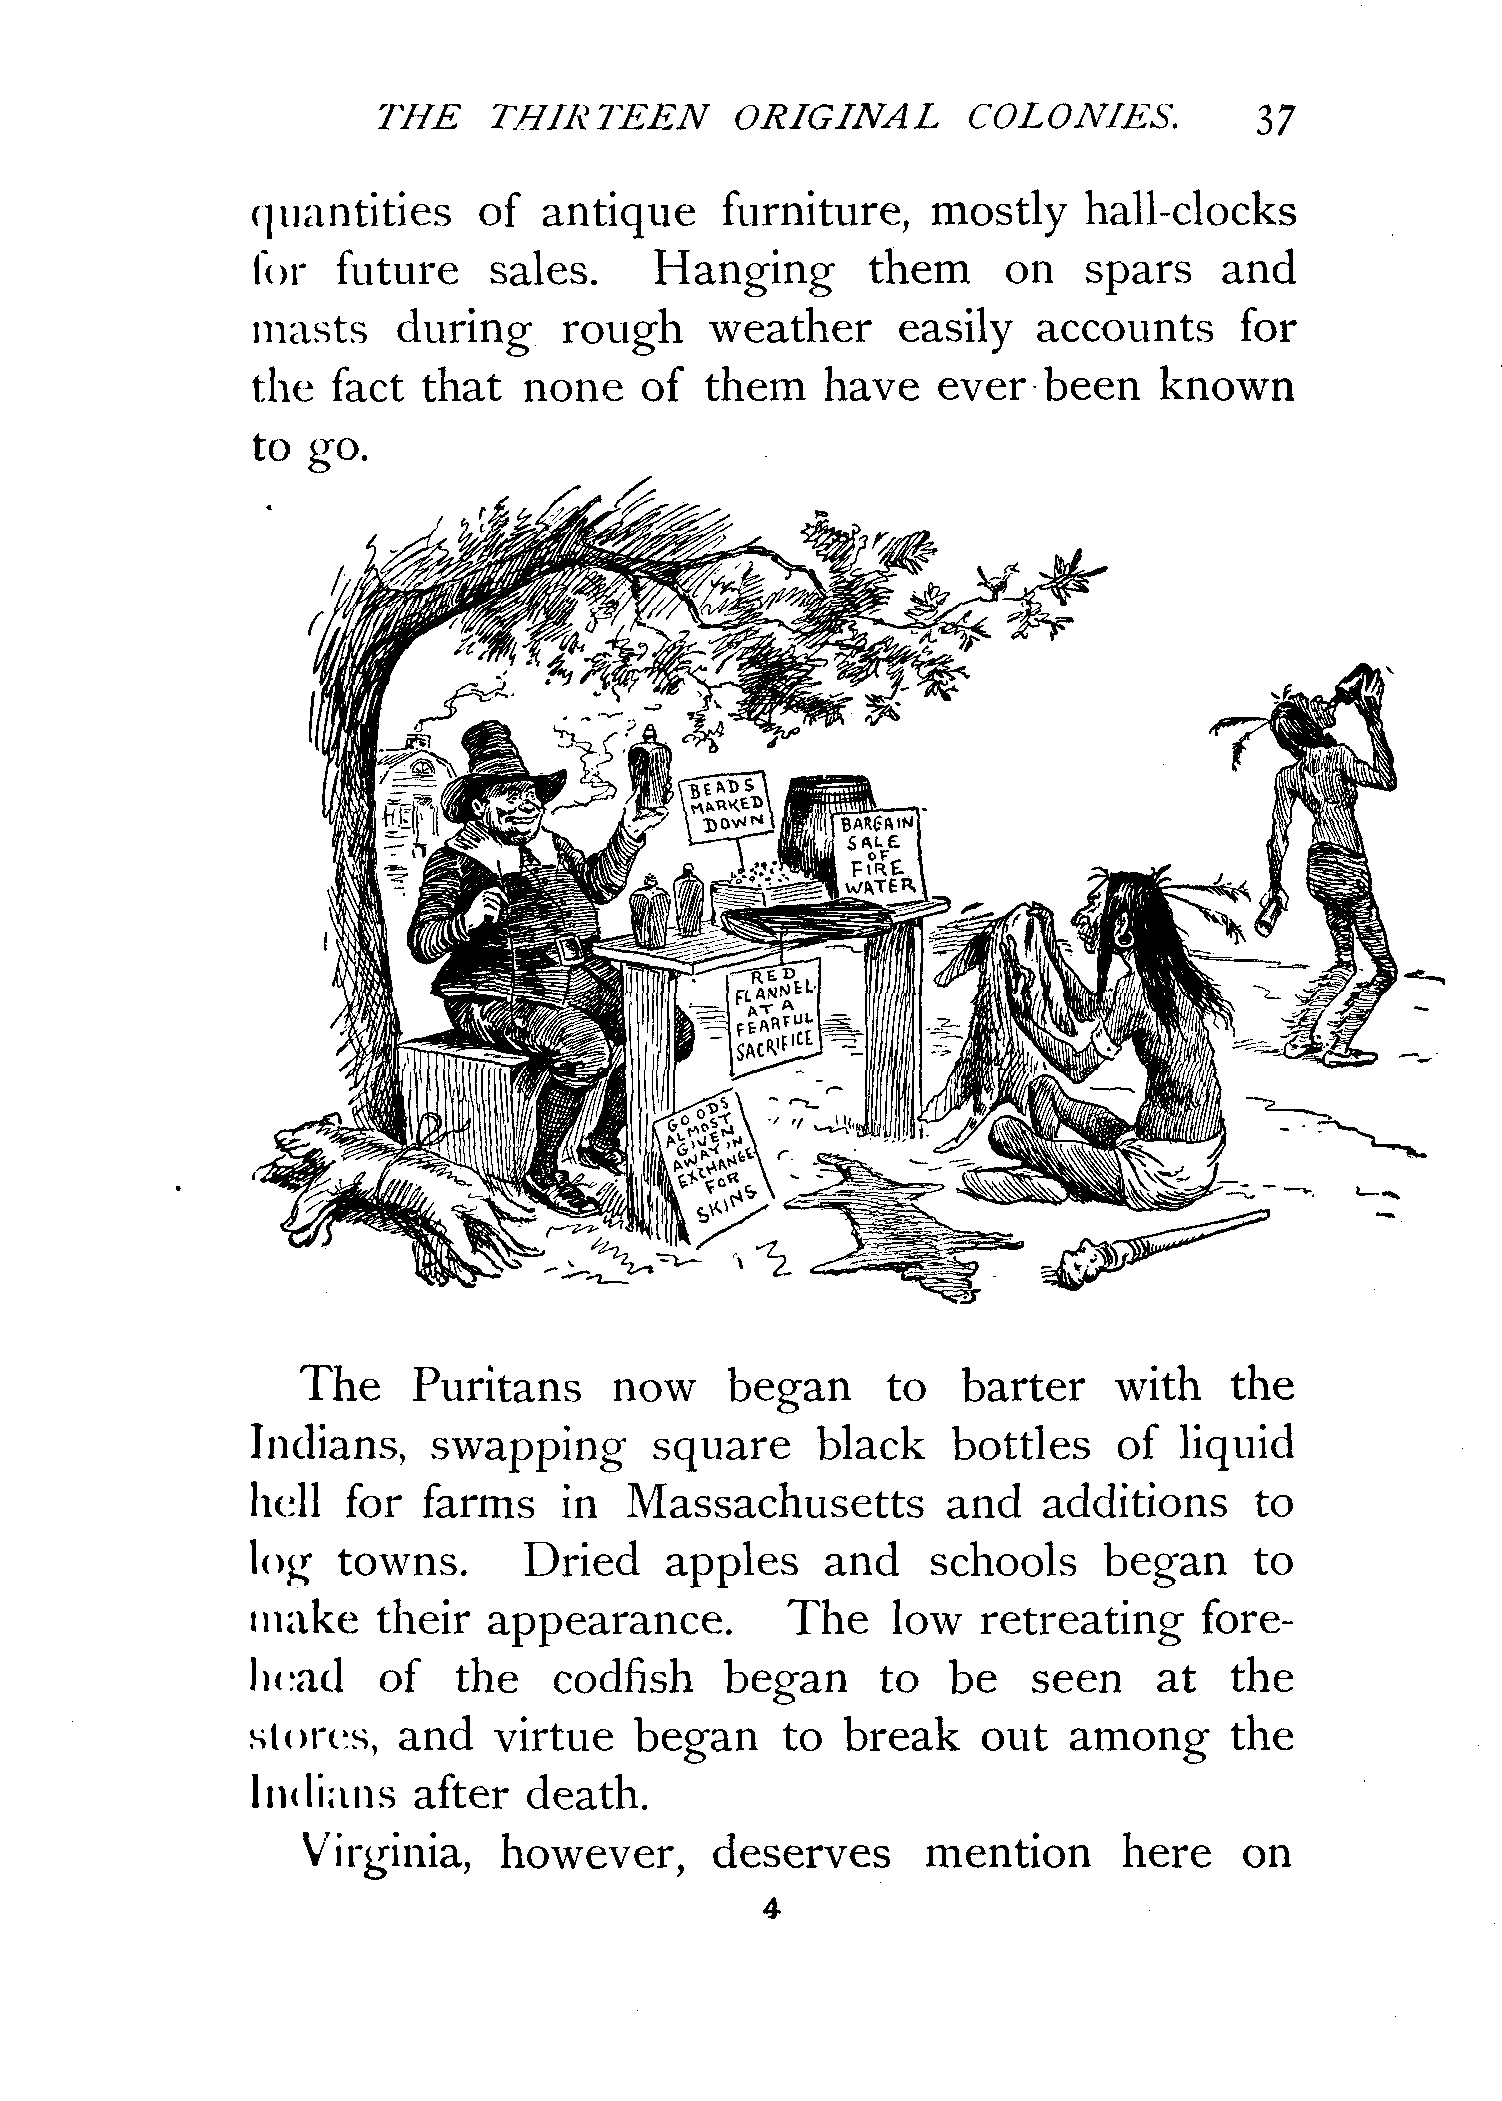 THE THIRTEEN ORIGINAL COLONIES. 37
quantities of antique furniture, mostly hall-clocks
for future sales. Hanging them on spars and
masts during rough weather easily accounts for
the fact that none of them have ever been known
to go.
BEADS
MARKED
DOWN
BARGAIN
SALE
OF
FIRE
WATER
RED
FLANNEL
AT A
FEARFUL
SACRIFICE
GOODS
ALMOST
GIVEN
AWAY IN
EXCHANGE
FOR
SKINS
The Puritans now began to barter with the
Indians, swapping square black bottles of liquid
hell for farms in Massachusetts and additions to
log towns. Dried apples and schools began to
make their appearance. The low retreating fore-
head of the codfish began to be seen at the
stores, and virtue began to break out among the
Indians after death.
Virginia, however, deserves mention here on
4